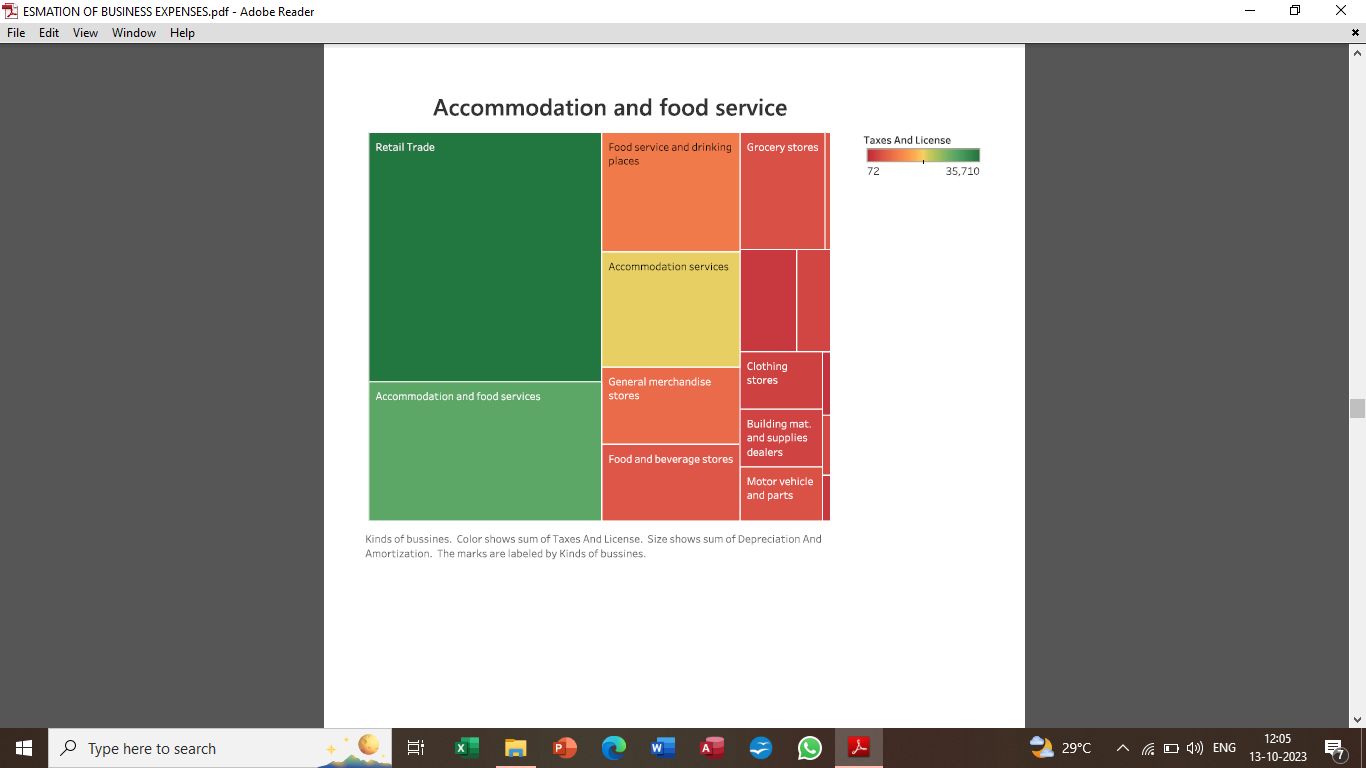 ESMATION OF BUSINESS EXPENSES.pdf - Adobe Reader
File Edit View Window Help
Accommodation and food service
Retail Trade
Accommodation and food services
Food service and drinking
places
Accommodation services
General merchandise
stores
Food and beverage stores
Grocery stores
Clothing
stores
Building mat.
and supplies
dealers
Motor vehicle
and parts
Taxes And License
72 35,710
Kinds of bussines. Color shows sum of Taxes And License. Size shows sum of Depreciation And
Amortization. The marks are labeled by Kinds of bussines.
Type here to search
29°C
ENG
12:05
13-10-2023
7